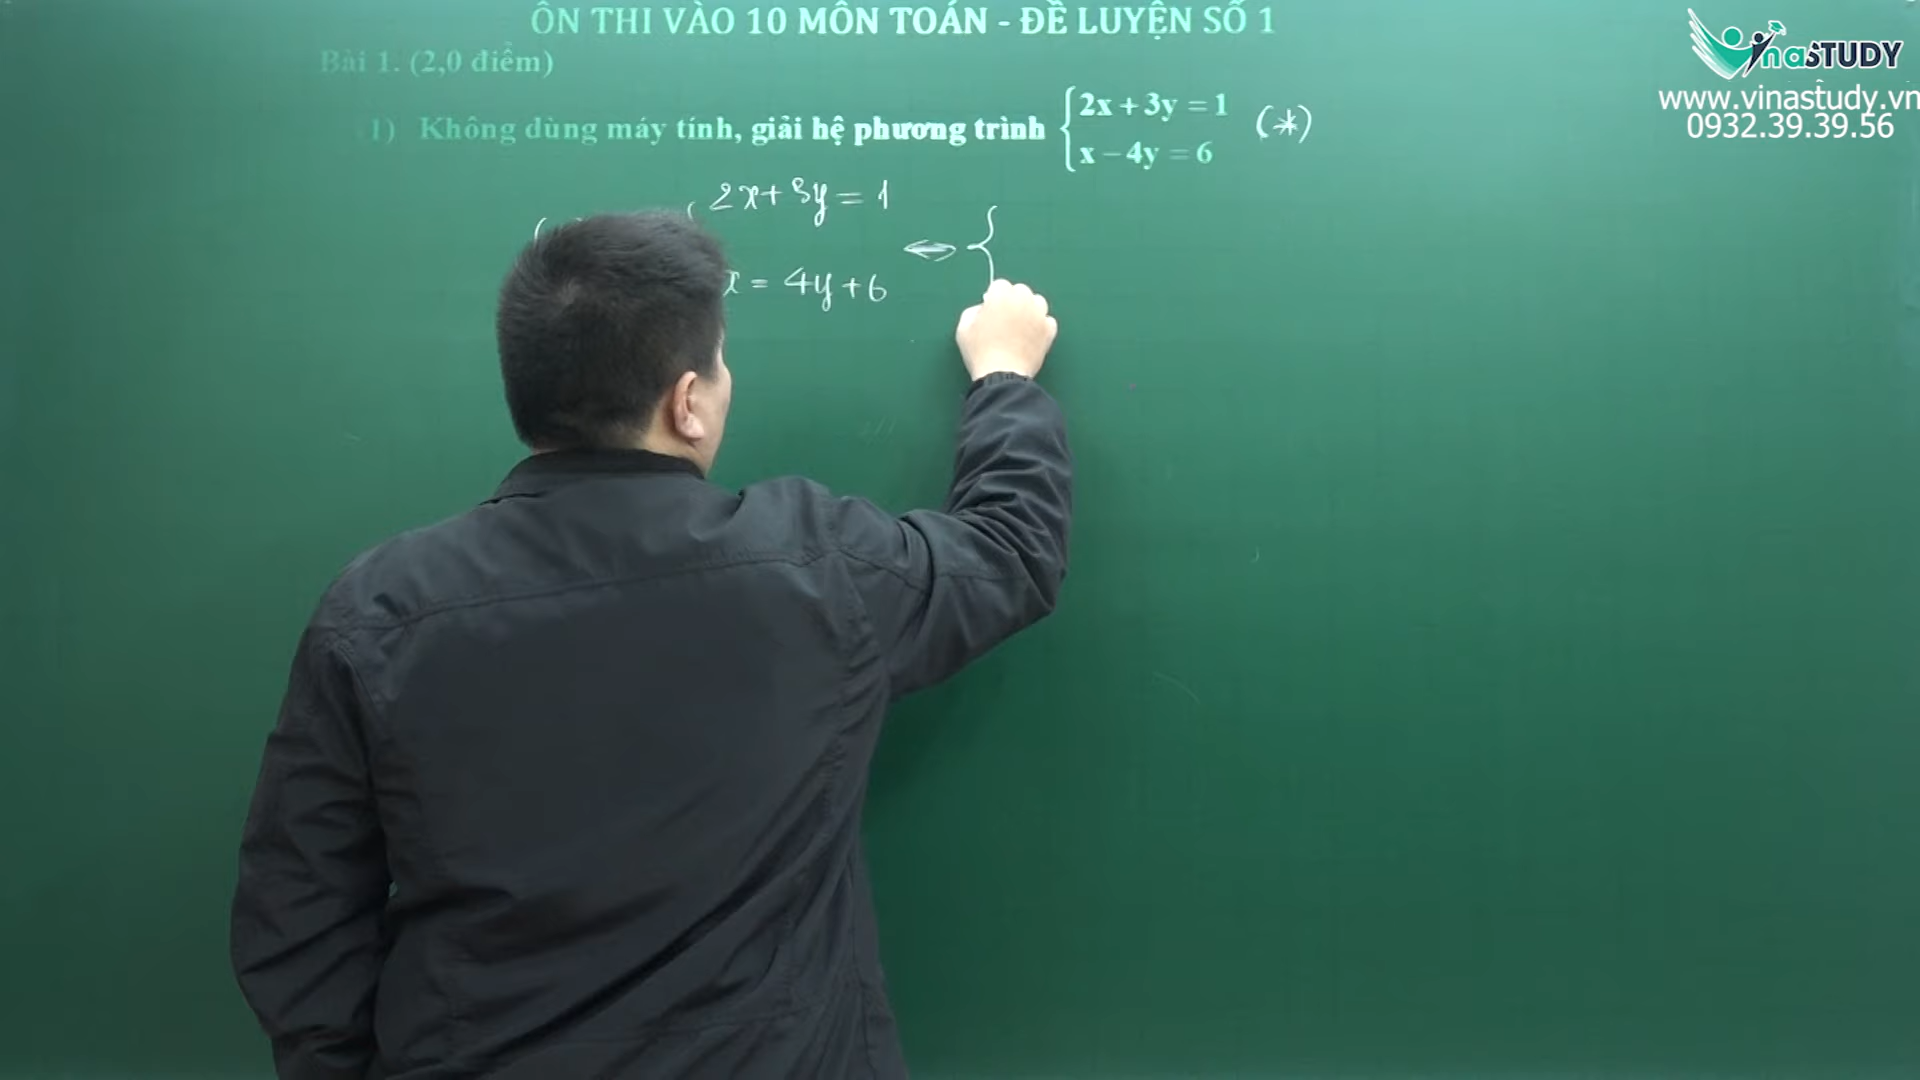 ÔN THI VÀO 10 MÔN TOÁN - ĐỀ LUYỆN SỐ 1
VinaSTUDY
www.vinastudy.vn
0932.39.39.56
Bài 1. (2,0 điểm)
1) Không dùng máy tính, giải hệ phương trình { 2x + 3y = 1 (*)
x − 4y = 6
{ 2x + 3y = 1
x = 4y + 6 ⇔ {